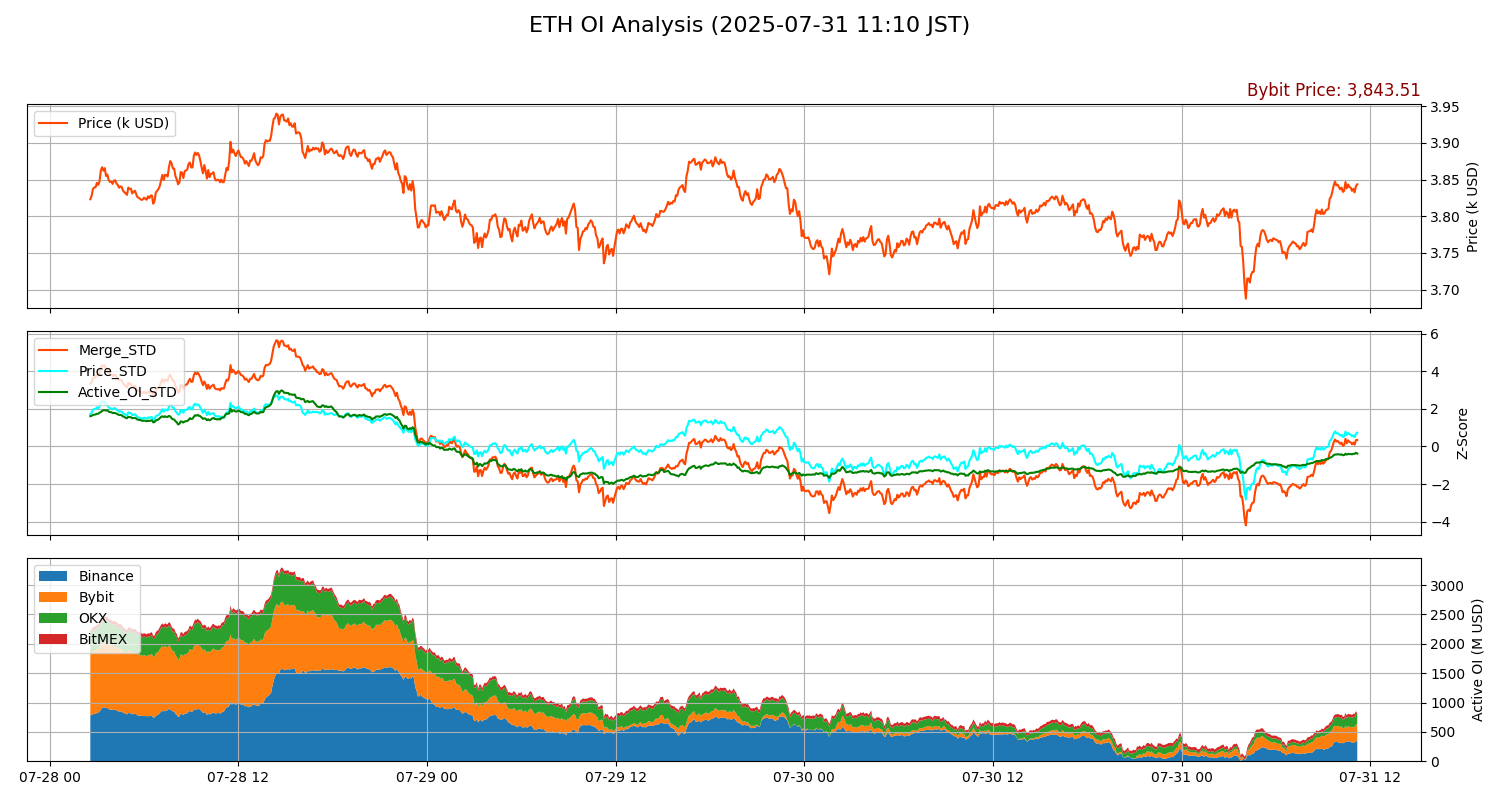 ETH OI Analysis (2025-07-31 11:10 JST)
Bybit Price: 3,843.51
Price (k USD)
3.95
3.90
3.85
3.80
3.75
3.70
Price (k USD)
Merge_STD
Price_STD
Active_OI_STD
6
4
2
0
−2
−4
Z-Score
Binance
Bybit
OKX
BitMEX
3000
2500
2000
1500
1000
500
0
Active OI (M USD)
07-28 00 07-28 12 07-29 00 07-29 12 07-30 00 07-30 12 07-31 00 07-31 12